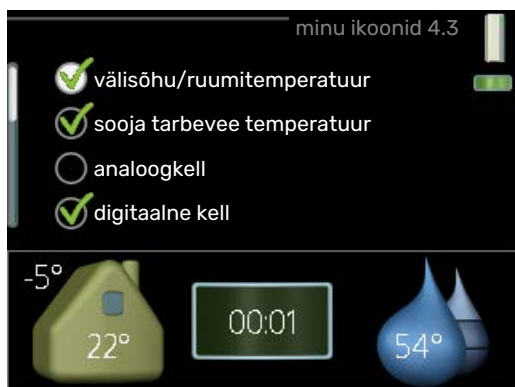 minu ikoonid 4.3
välisõhu/ruumitemperatuur
sooja tarbevee temperatuur
analoogkell
digitaalne kell
-5°
22°
00:01
54°